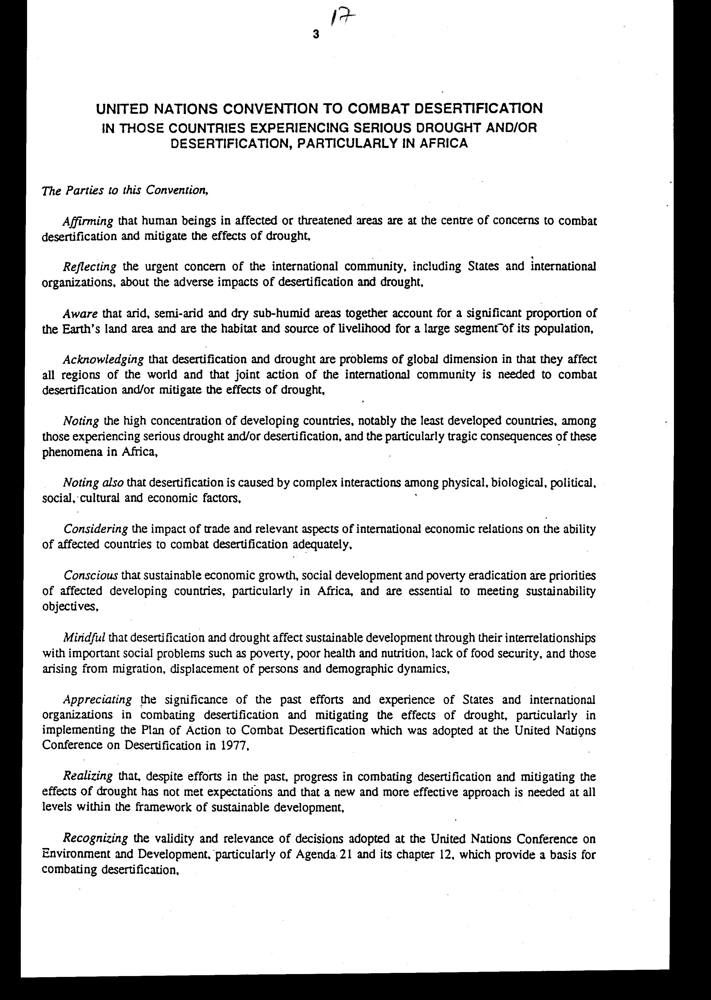 17
3
UNITED NATIONS CONVENTION TO COMBAT DESERTIFICATION
IN THOSE COUNTRIES EXPERIENCING SERIOUS DROUGHT AND/OR
DESERTIFICATION, PARTICULARLY IN AFRICA
The Parties to this Convention,
Affirming that human beings in affected or threatened areas are at the centre of concerns to combat
desertification and mitigate the effects of drought,
Reflecting the urgent concern of the international community, including States and international
organizations, about the adverse impacts of desertification and drought,
Aware that arid, semi-arid and dry sub-humid areas together account for a significant proportion of
the Earth's land area and are the habitat and source of livelihood for a large segment of its population,
Acknowledging that desertification and drought are problems of global dimension in that they affect
all regions of the world and that joint action of the international community is needed to combat
desertification and/or mitigate the effects of drought,
Noting the high concentration of developing countries, notably the least developed countries, among
those experiencing serious drought and/or desertification, and the particularly tragic consequences of these
phenomena in Africa,
Noting also that desertification is caused by complex interactions among physical, biological, political,
social, cultural and economic factors,
Considering the impact of trade and relevant aspects of international economic relations on the ability
of affected countries to combat desertification adequately,
Conscious that sustainable economic growth, social development and poverty eradication are priorities
of affected developing countries, particularly in Africa, and are essential to meeting sustainability
objectives,
Mindful that desertification and drought affect sustainable development through their interrelationships
with important social problems such as poverty, poor health and nutrition, lack of food security, and those
arising from migration, displacement of persons and demographic dynamics,
Appreciating the significance of the past efforts and experience of States and international
organizations in combating desertification and mitigating the effects of drought, particularly in
implementing the Plan of Action to Combat Desertification which was adopted at the United Nations
Conference on Desertification in 1977,
Realizing that, despite efforts in the past, progress in combating desertification and mitigating the
effects of drought has not met expectations and that a new and more effective approach is needed at all
levels within the framework of sustainable development,
Recognizing the validity and relevance of decisions adopted at the United Nations Conference on
Environment and Development, particularly of Agenda 21 and its chapter 12, which provide a basis for
combating desertification,